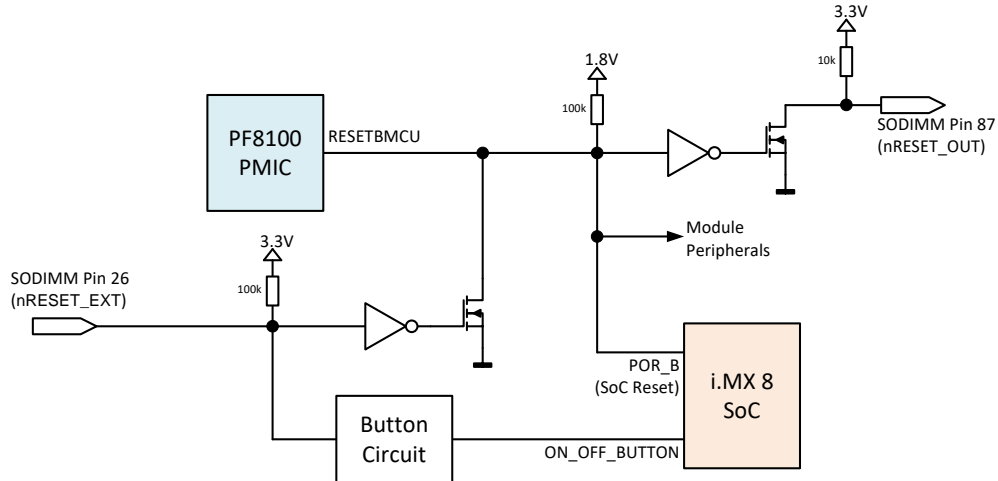 3.3V
10k
SODIMM Pin 87
(nRESET_OUT)
1.8V
100k
PF8100
PMIC
RESETBMCU
Module
Peripherals
3.3V
100k
SODIMM Pin 26
(nRESET_EXT)
POR_B
(SoC Reset)
i.MX 8
SoC
Button
Circuit
ON_OFF_BUTTON